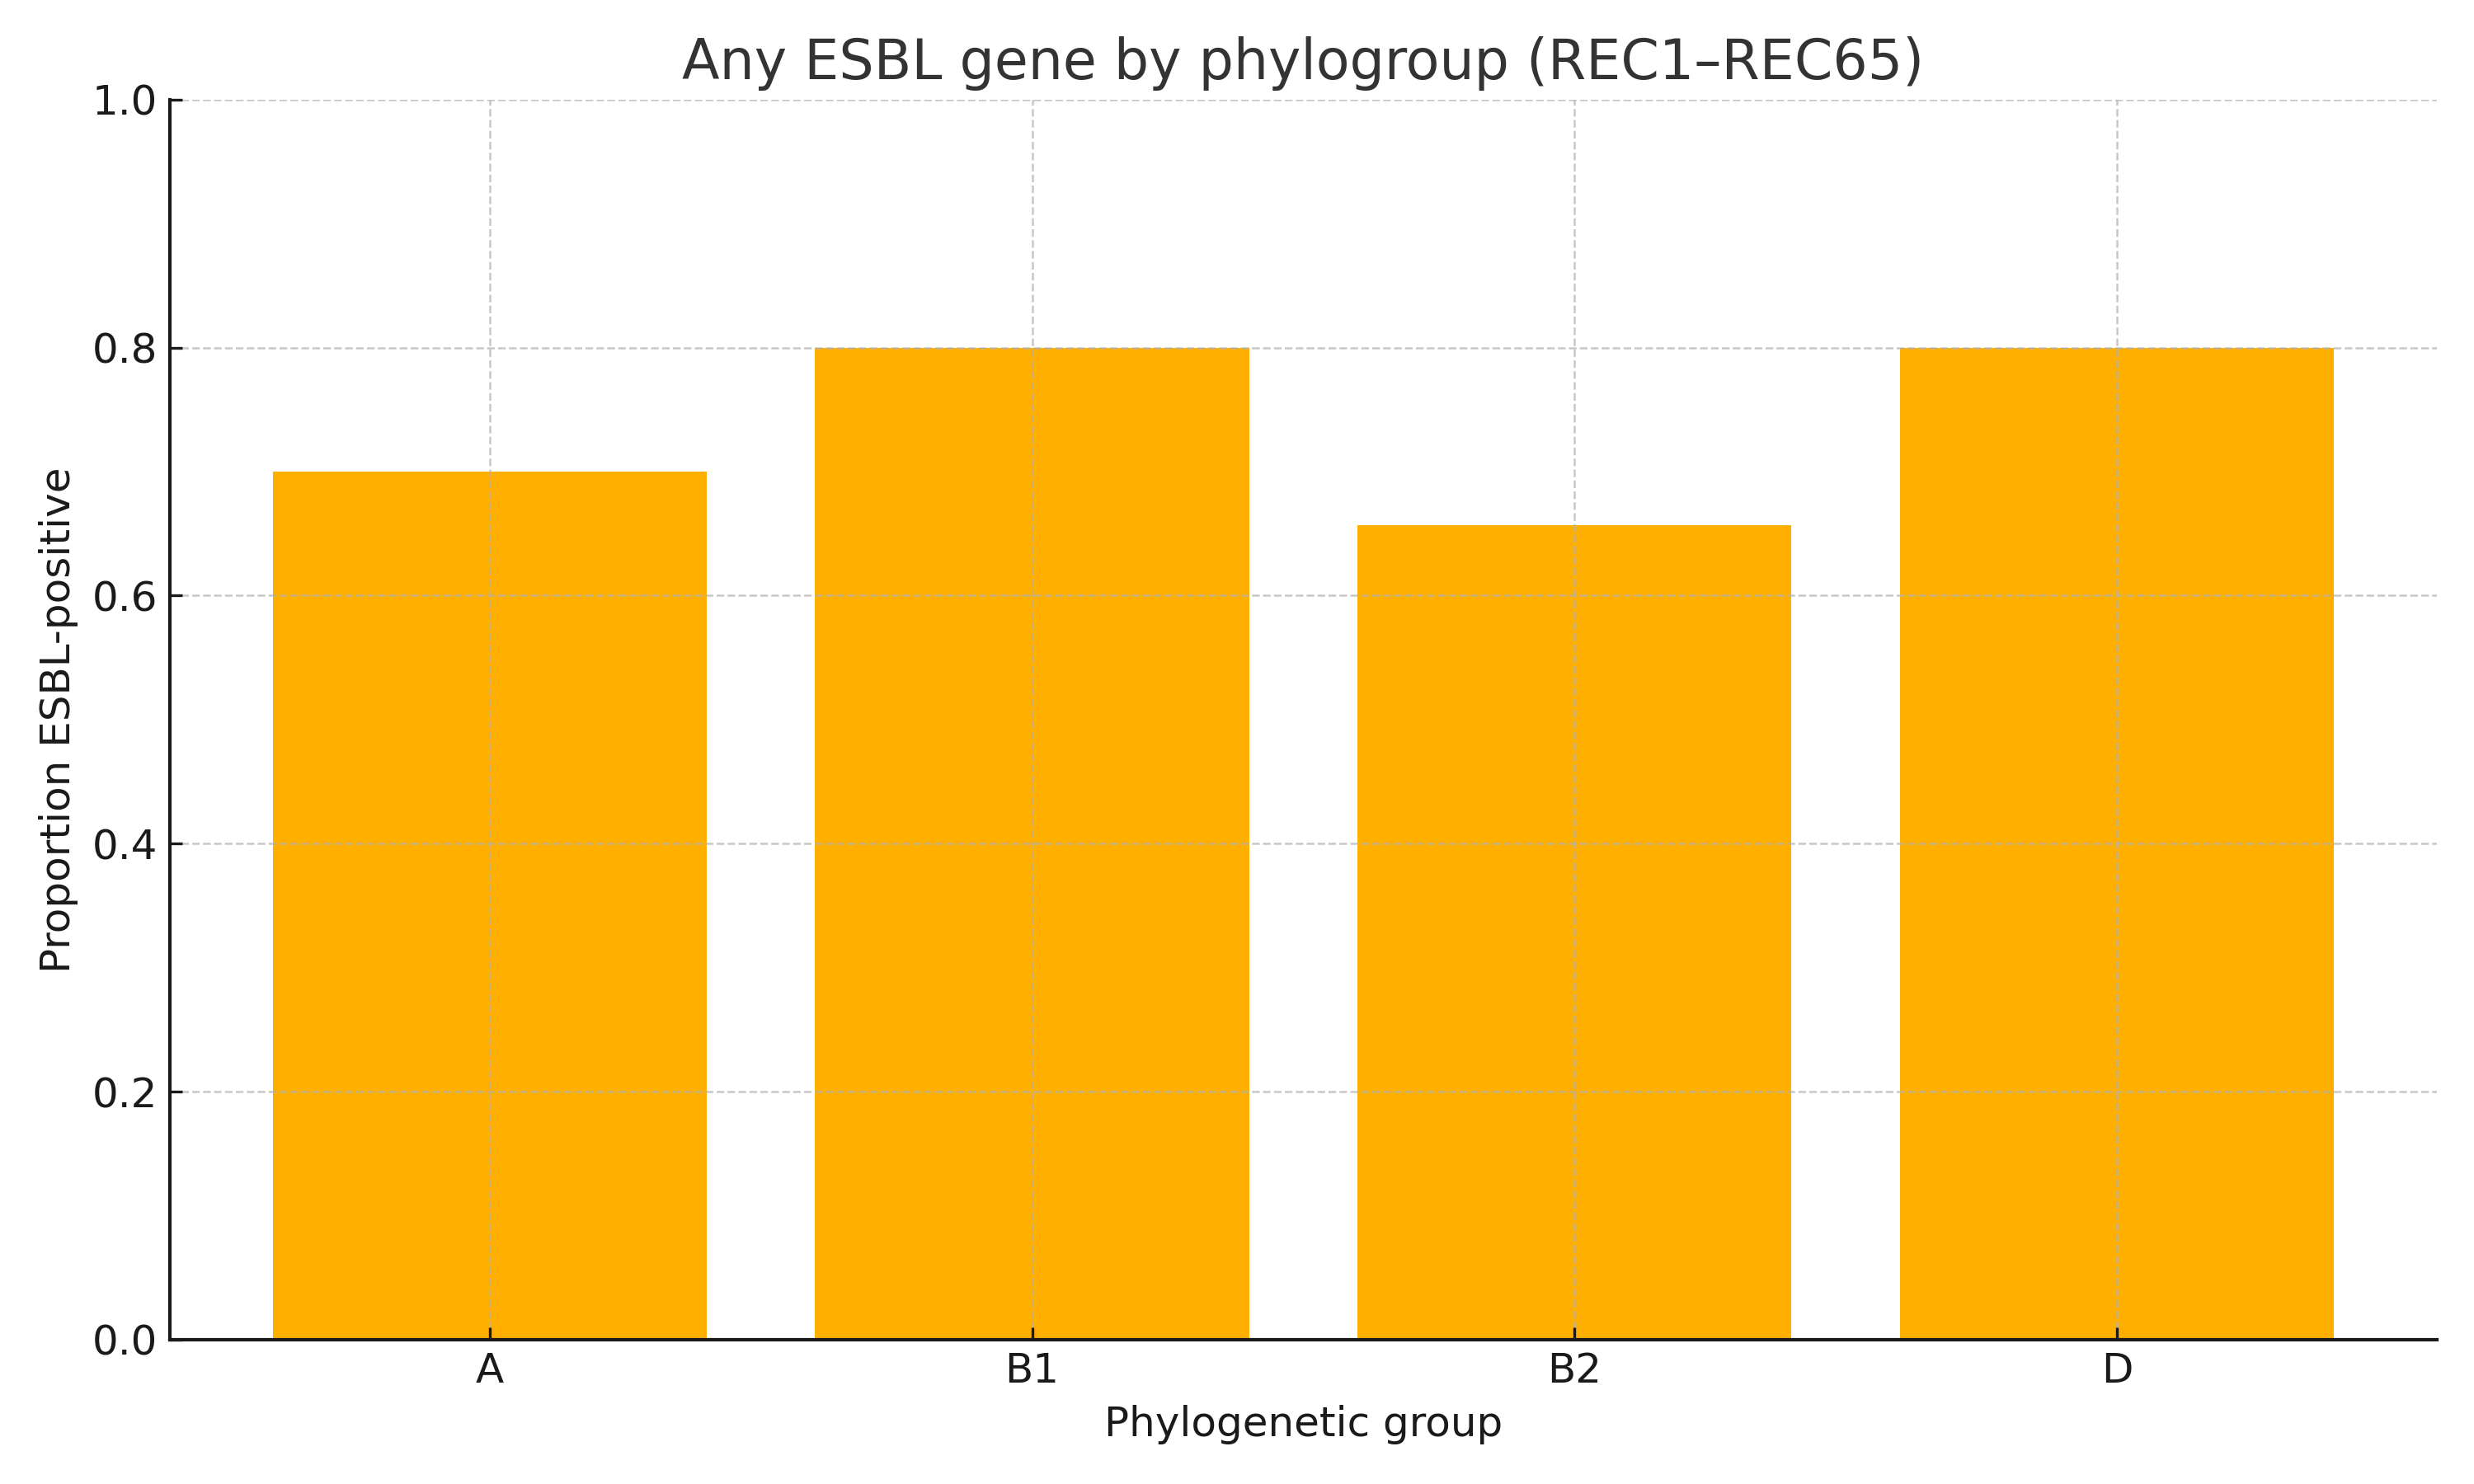 Any ESBL gene by phylogroup (REC1–REC65)
Proportion ESBL-positive
1.0
0.8
0.6
0.4
0.2
0.0
A
B1
B2
D
Phylogenetic group